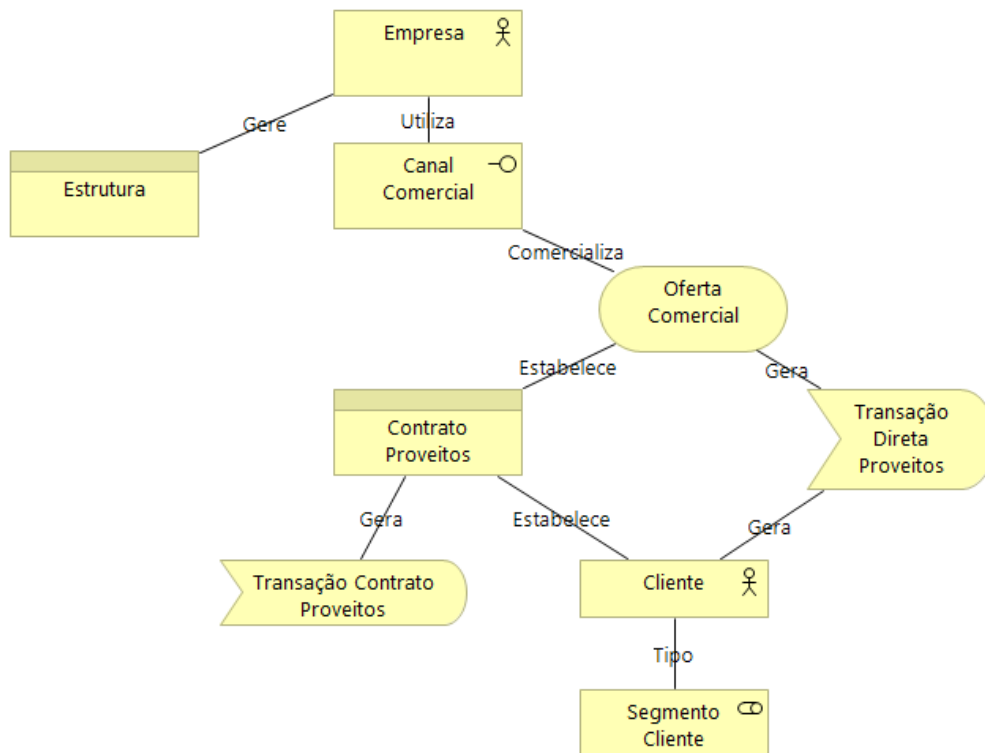 Empresa
Gere
Utiliza
Estrutura
Canal
Comercial
Comercializa
Oferta
Comercial
Estabelece
Gera
Contrato
Proveitos
Transação
Direta
Proveitos
Gera
Estabelece
Gera
Transação Contrato
Proveitos
Cliente
Tipo
Segmento
Cliente